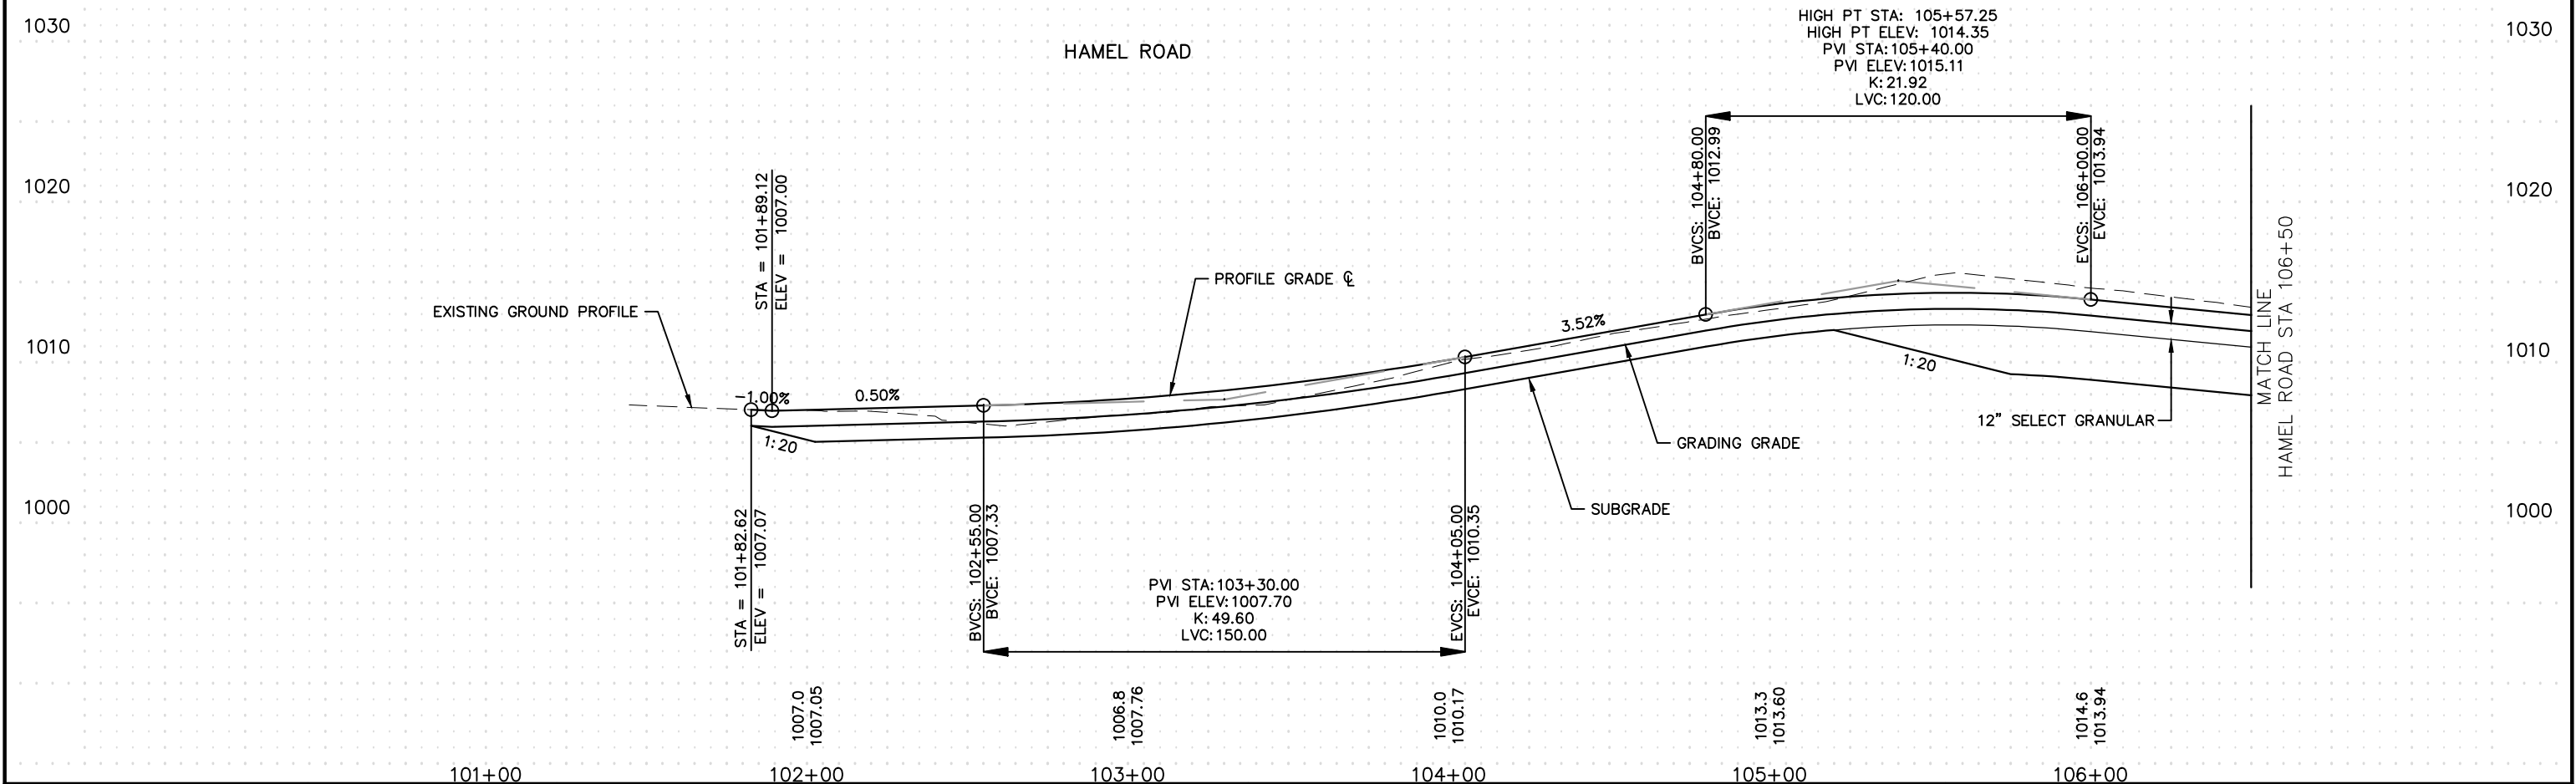 HIGH PT STA: 105+57.25
HIGH PT ELEV: 1014.35
PVI STA:105+40.00
PVI ELEV:1015.11
K:21.92
LVC:120.00
1030
HAMEL ROAD
1030
BVCS: 104+80.00
BVCE: 1012.99
EVCS: 106+00.00
EVCE: 1013.94
1020
STA = 101+89.12
ELEV = 1007.00
1020
PROFILE GRADE ℄
EXISTING GROUND PROFILE
3.52%
MATCH LINE
HAMEL ROAD STA 106+50
1010
1010
1:20
-1.00%
0.50%
12" SELECT GRANULAR
1:20
GRADING GRADE
1000
SUBGRADE
1000
STA = 101+82.62
ELEV = 1007.07
BVCS: 102+55.00
BVCE: 1007.33
EVCS: 104+05.00
EVCE: 1010.35
PVI STA:103+30.00
PVI ELEV:1007.70
K:49.60
LVC:150.00
1007.0
1007.05
1006.8
1007.76
1010.0
1010.17
1013.3
1013.60
1014.6
1013.94
101+00
102+00
103+00
104+00
105+00
106+00